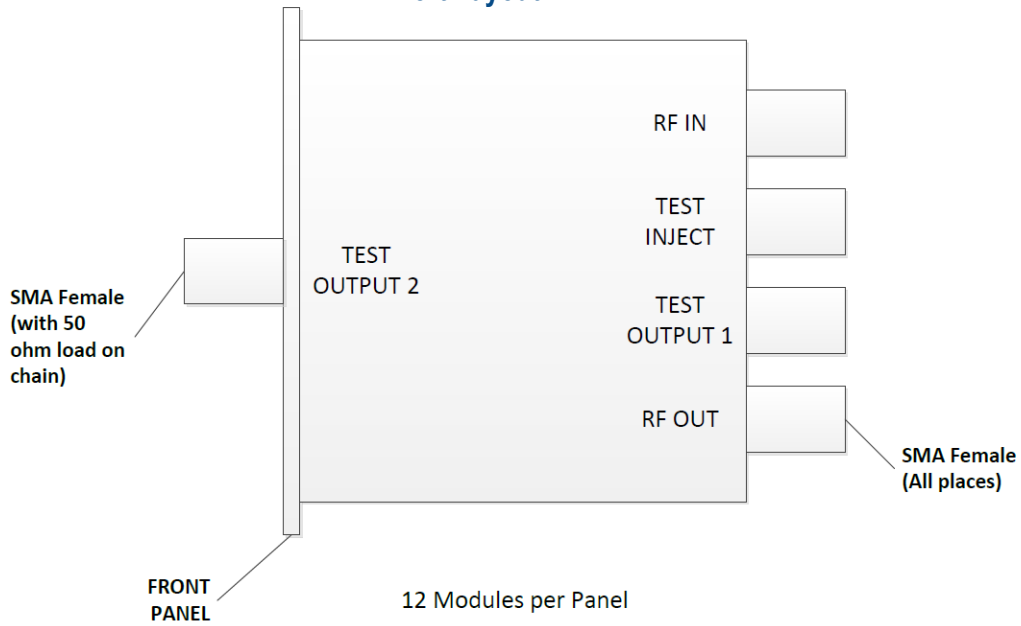 RF IN
TEST
INJECT
TEST
OUTPUT 2
TEST
OUTPUT 1
RF OUT
SMA Female
(with 50
ohm load on
chain)
SMA Female
(All places)
FRONT
PANEL
12 Modules per Panel